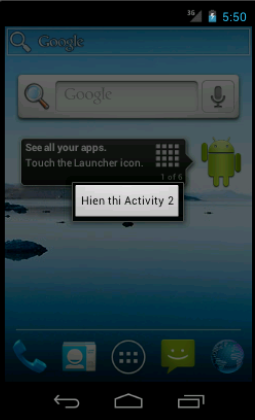 3G 5:50
Google
Google
See all your apps.
Touch the Launcher icon.
1 of 6
Hien thi Activity 2